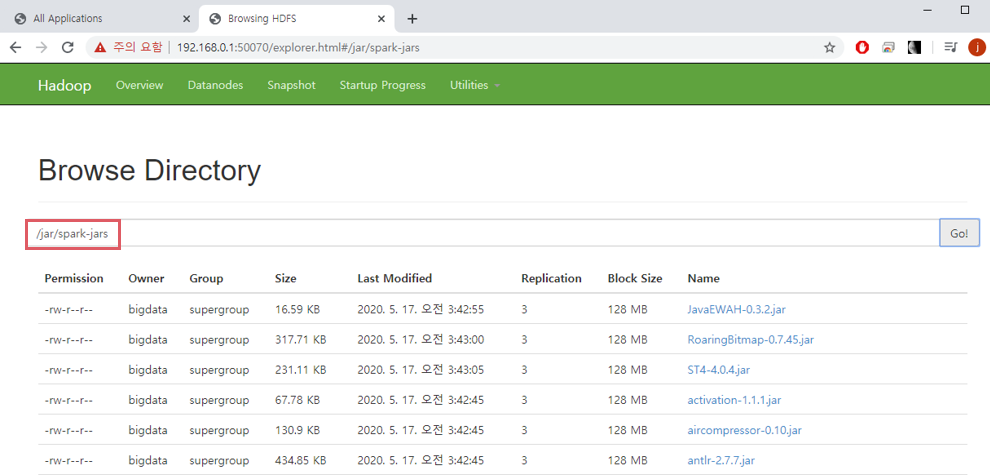 All Applications
Browsing HDFS
주의 요함 | 192.168.0.1:50070/explorer.html#/jar/spark-jars
j
Hadoop Overview Datanodes Snapshot Startup Progress Utilities
Browse Directory
/jar/spark-jars Go!
Permission Owner Group Size Last Modified Replication Block Size Name
-rw-r--r-- bigdata supergroup 16.59 KB 2020. 5. 17. 오전 3:42:55 3 128 MB JavaEWAH-0.3.2.jar
-rw-r--r-- bigdata supergroup 317.71 KB 2020. 5. 17. 오전 3:43:00 3 128 MB RoaringBitmap-0.7.45.jar
-rw-r--r-- bigdata supergroup 231.11 KB 2020. 5. 17. 오전 3:43:05 3 128 MB ST4-4.0.4.jar
-rw-r--r-- bigdata supergroup 67.78 KB 2020. 5. 17. 오전 3:42:45 3 128 MB activation-1.1.1.jar
-rw-r--r-- bigdata supergroup 130.9 KB 2020. 5. 17. 오전 3:42:45 3 128 MB aircompressor-0.10.jar
-rw-r--r-- bigdata supergroup 434.85 KB 2020. 5. 17. 오전 3:42:45 3 128 MB antlr-2.7.7.jar